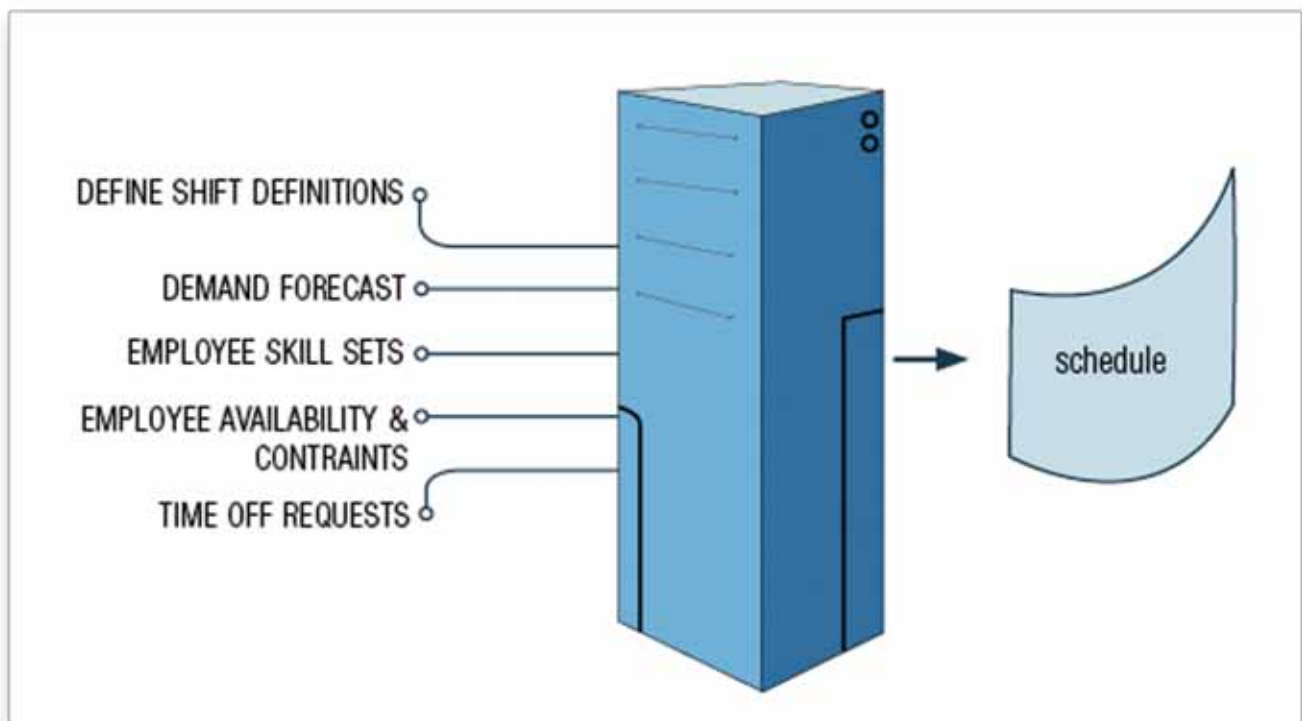 DEFINE SHIFT DEFINITIONS
DEMAND FORECAST
EMPLOYEE SKILL SETS
EMPLOYEE AVAILABILITY &
CONTRAINTS
TIME OFF REQUESTS
schedule